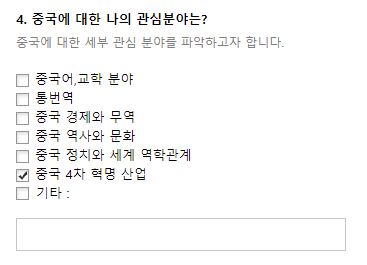 4. 중국에 대한 나의 관심분야는?
중국에 대한 세부 관심 분야를 파악하고자 합니다.
중국어,교학 분야
통번역
중국 경제와 무역
중국 역사와 문화
중국 정치와 세계 역학관계
중국 4차 혁명 산업
기타 :